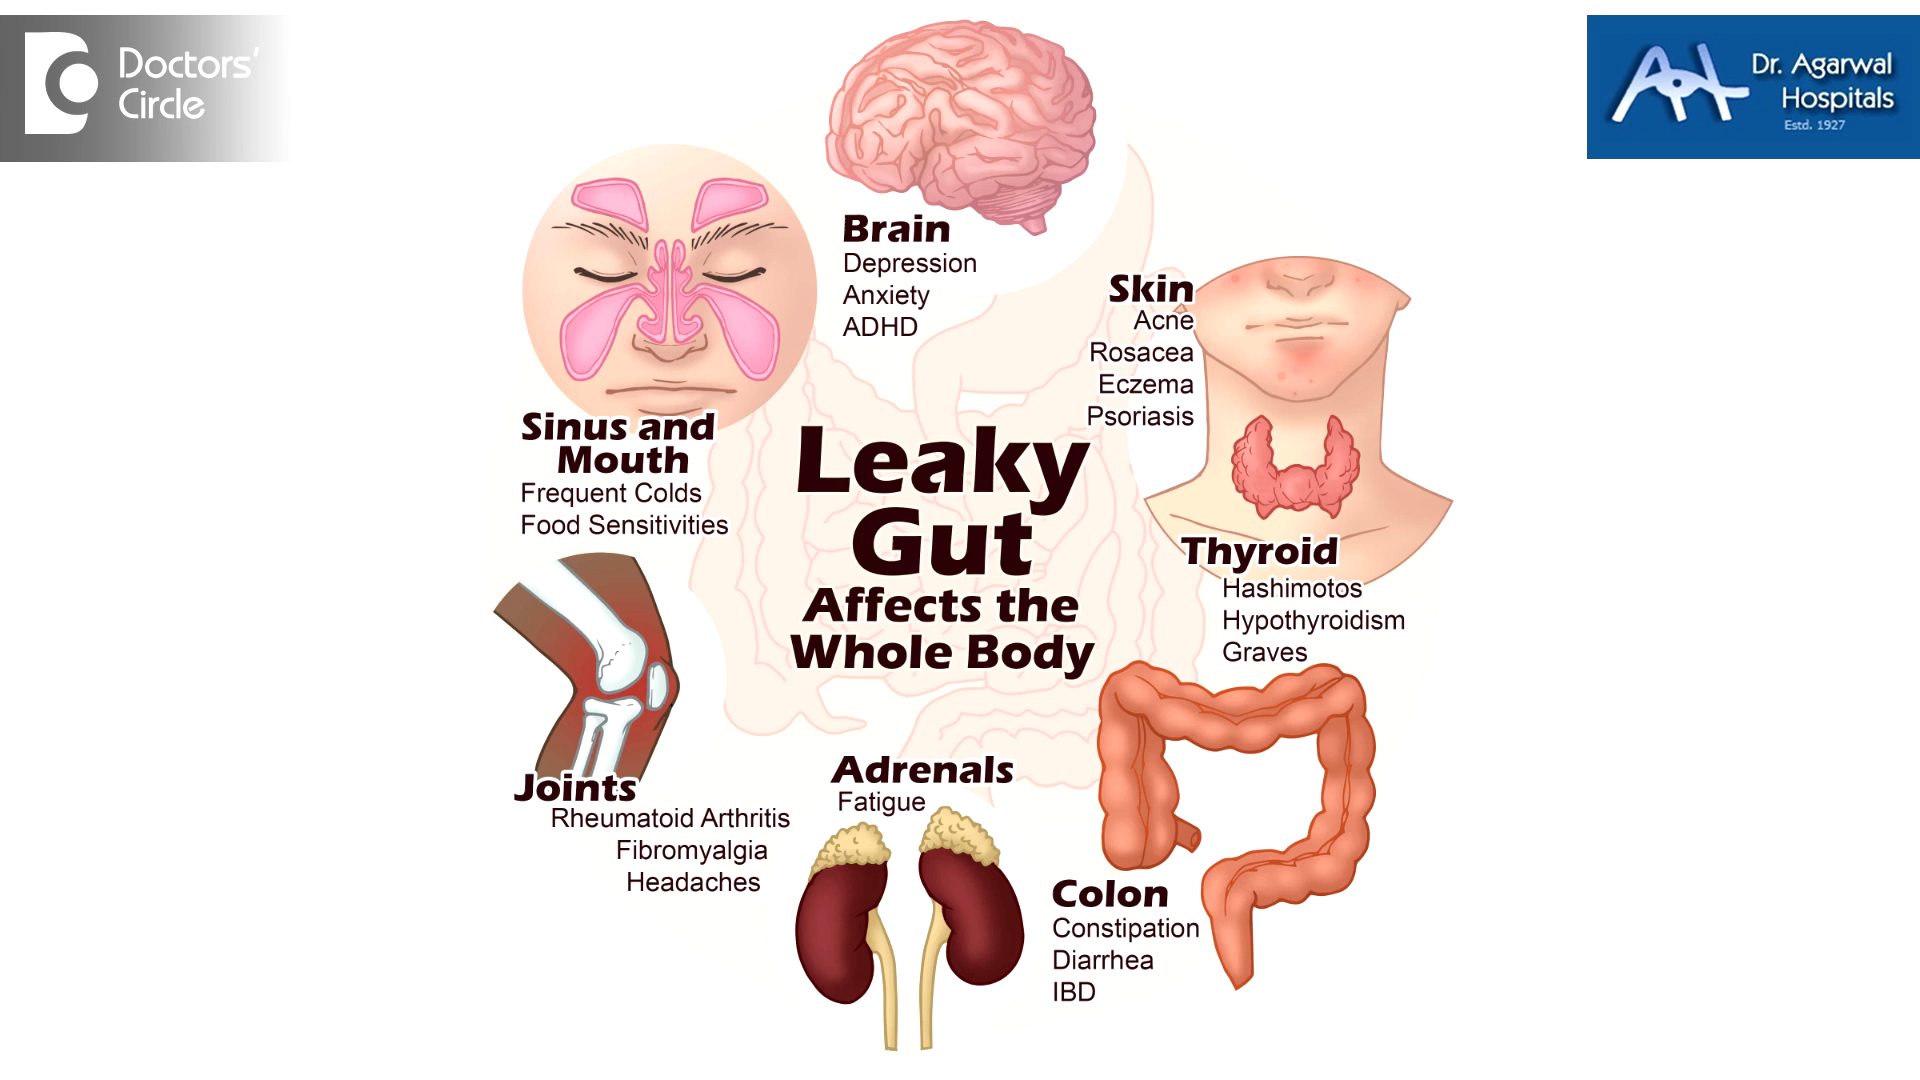 Doctors'
Circle
Dr. Agarwal
Hospitals
Estd. 1927
Brain
Depression
Anxiety
ADHD
Skin
Acne
Rosacea
Eczema
Psoriasis
Sinus and
Mouth
Frequent Colds
Food Sensitivities
Leaky
Gut
Affects the
Whole Body
Thyroid
Hashimotos
Hypothyroidism
Graves
Joints
Rheumatoid Arthritis
Fibromyalgia
Headaches
Adrenals
Fatigue
Colon
Constipation
Diarrhea
IBD